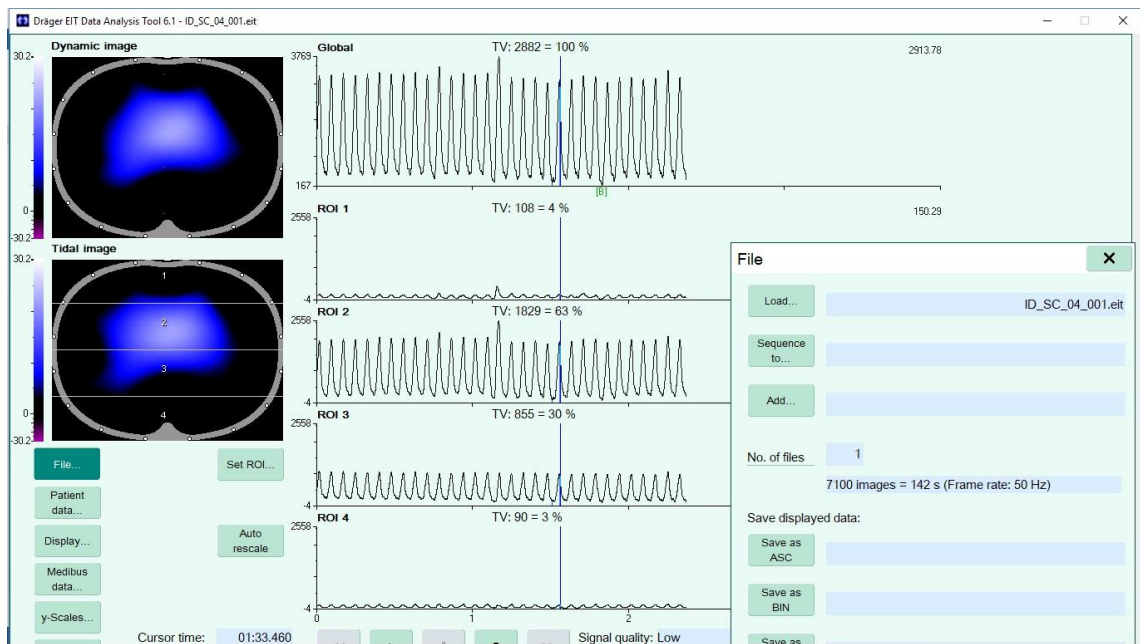 Dräger EIT Data Analysis Tool 6.1 - ID_SC_04_001.eit
Dynamic image
30.2
0
-30.2
Tidal image
30.2
1
2
3
4
0
-30.2
File...
Set ROI...
Patient data...
Display...
Auto rescale
Medibus data...
y-Scales...
Cursor time: 01:33.460
Global
TV: 2882 = 100 %
2913.78
3769
167
[B]
ROI 1
TV: 108 = 4 %
150.29
2558
-4
ROI 2
TV: 1829 = 63 %
2558
-4
ROI 3
TV: 855 = 30 %
2558
-4
ROI 4
TV: 90 = 3 %
2558
-4
0
1
2
Signal quality: Low
File
Load...
ID_SC_04_001.eit
Sequence to...
Add...
No. of files
1
7100 images = 142 s (Frame rate: 50 Hz)
Save displayed data:
Save as ASC
Save as BIN
Save as